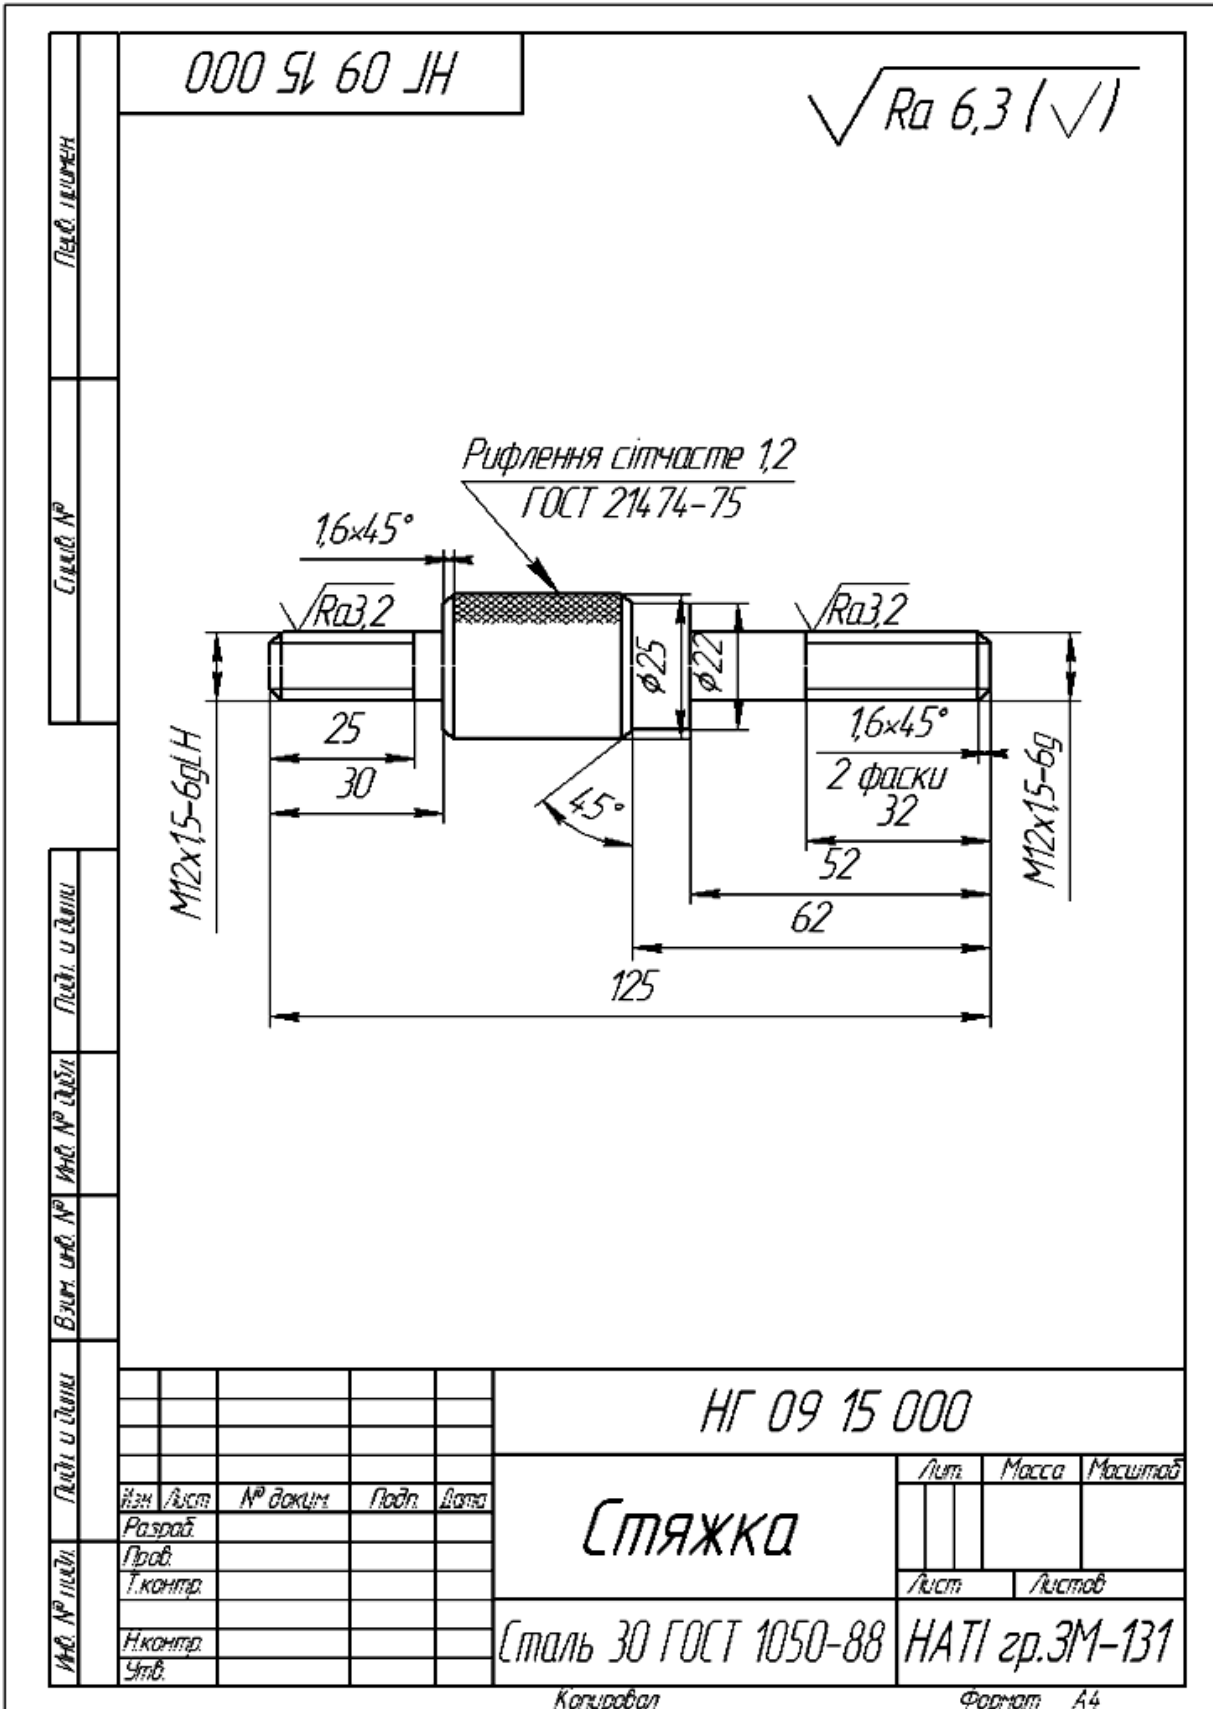 НГ 09 15 000
Ra 6,3 (√)
Перв. примен.
Справ. №
Подп. и дата
Инв. № дубл.
Взам. инв. №
Подп. и дата
Инв. № подл.
Рифлення сітчасте 1,2
ГОСТ 21474-75
1,6×45°
Ra3,2
Ra3,2
ϕ25
ϕ22
25
30
45°
1,6×45°
2 фаски
32
52
62
125
М12х1,5-6gLH
М12х1,5-6g
НГ 09 15 000
Лит. Масса Масштаб
Изм Лист № докум. Подп. Дата
Разраб.
Пров.
Т.контр.
Н.контр.
Утв.
Стяжка
Лист Листов
Сталь 30 ГОСТ 1050-88
НАТІ гр.ЗМ-131
Копировал Формат А4